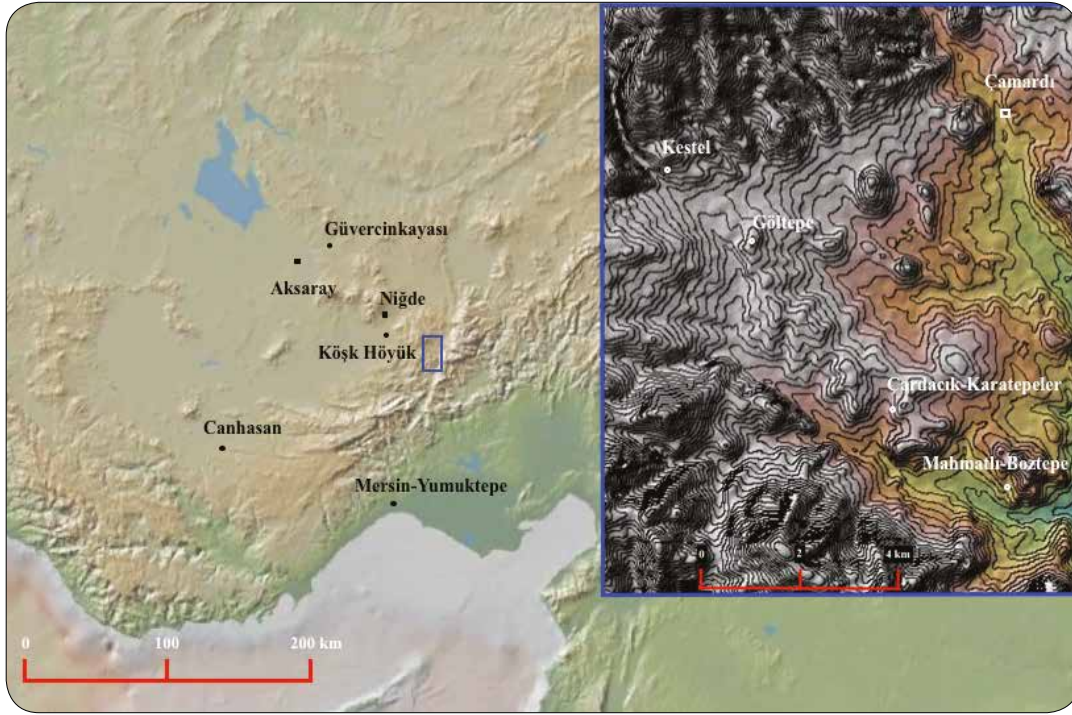 Güvercinkayası
Aksaray
Niğde
Köşk Höyük
Canhasan
Mersin-Yumuktepe
0 100 200 km
Çamardı
Kestel
Göltepe
Çardacık-Karatepeler
Mahmatlı-Boztepe
0 2 4 km